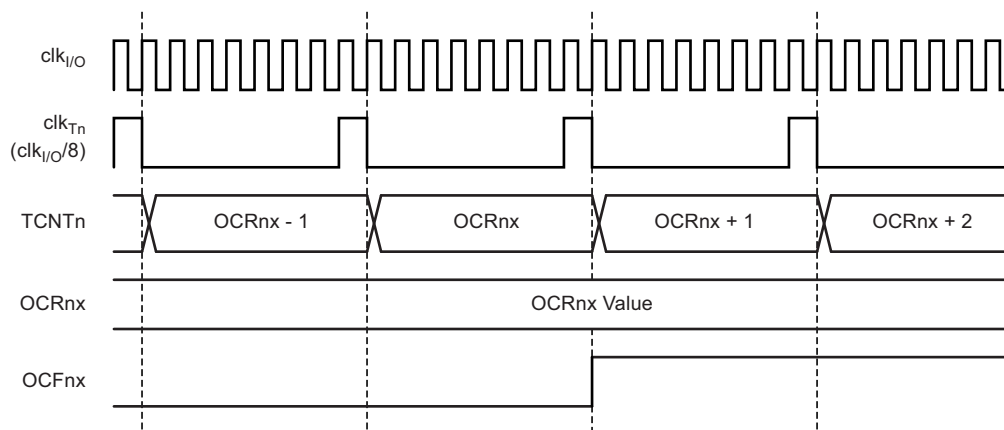 clkI/O
clkTn
(clkI/O/8)
TCNTn OCRnx - 1 OCRnx OCRnx + 1 OCRnx + 2
OCRnx OCRnx Value
OCFnx